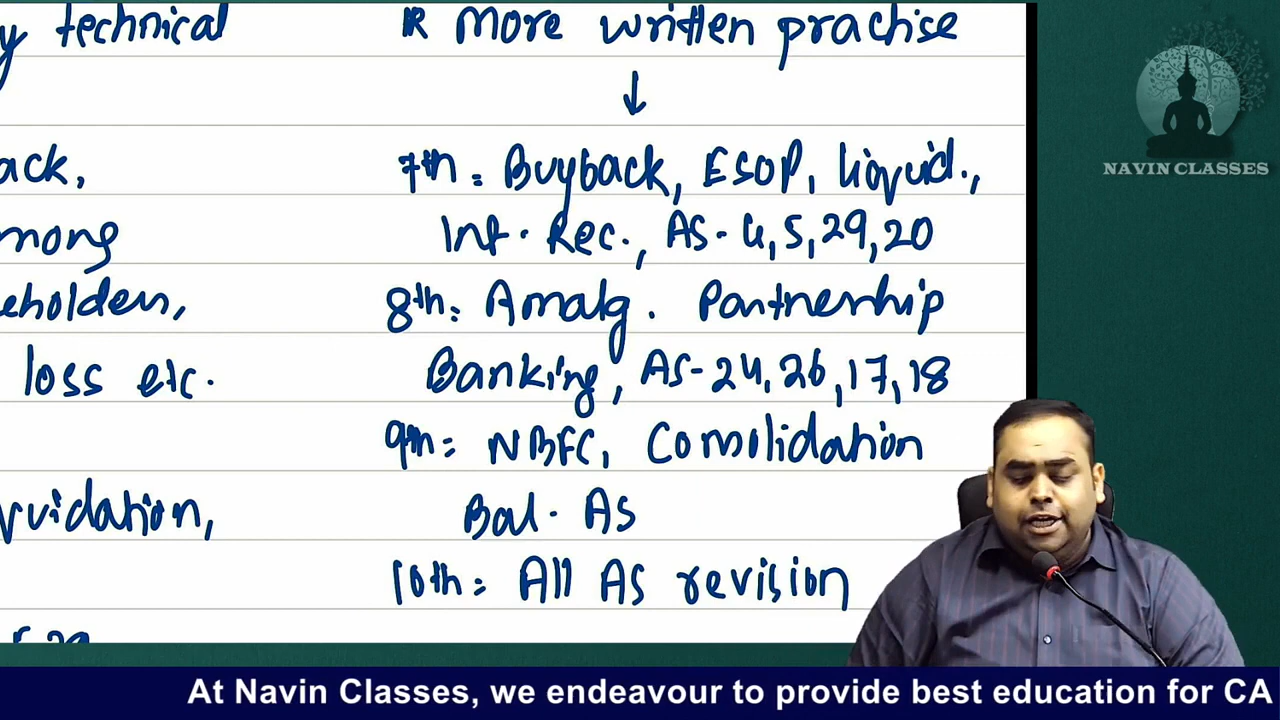 y technical
R More written practise
ack,
7th = Buyback, ESOP, Liquid.,
mong
Int. Rec., AS-4, 5, 29, 20
eholders,
8th = Amalg. Partnership
loss etc.
Banking, AS-24, 26, 17, 18
9th = NBFC, Consolidation
Bal. AS
quidation,
10th = All AS revision
NAVIN CLASSES
At Navin Classes, we endeavour to provide best education for CA